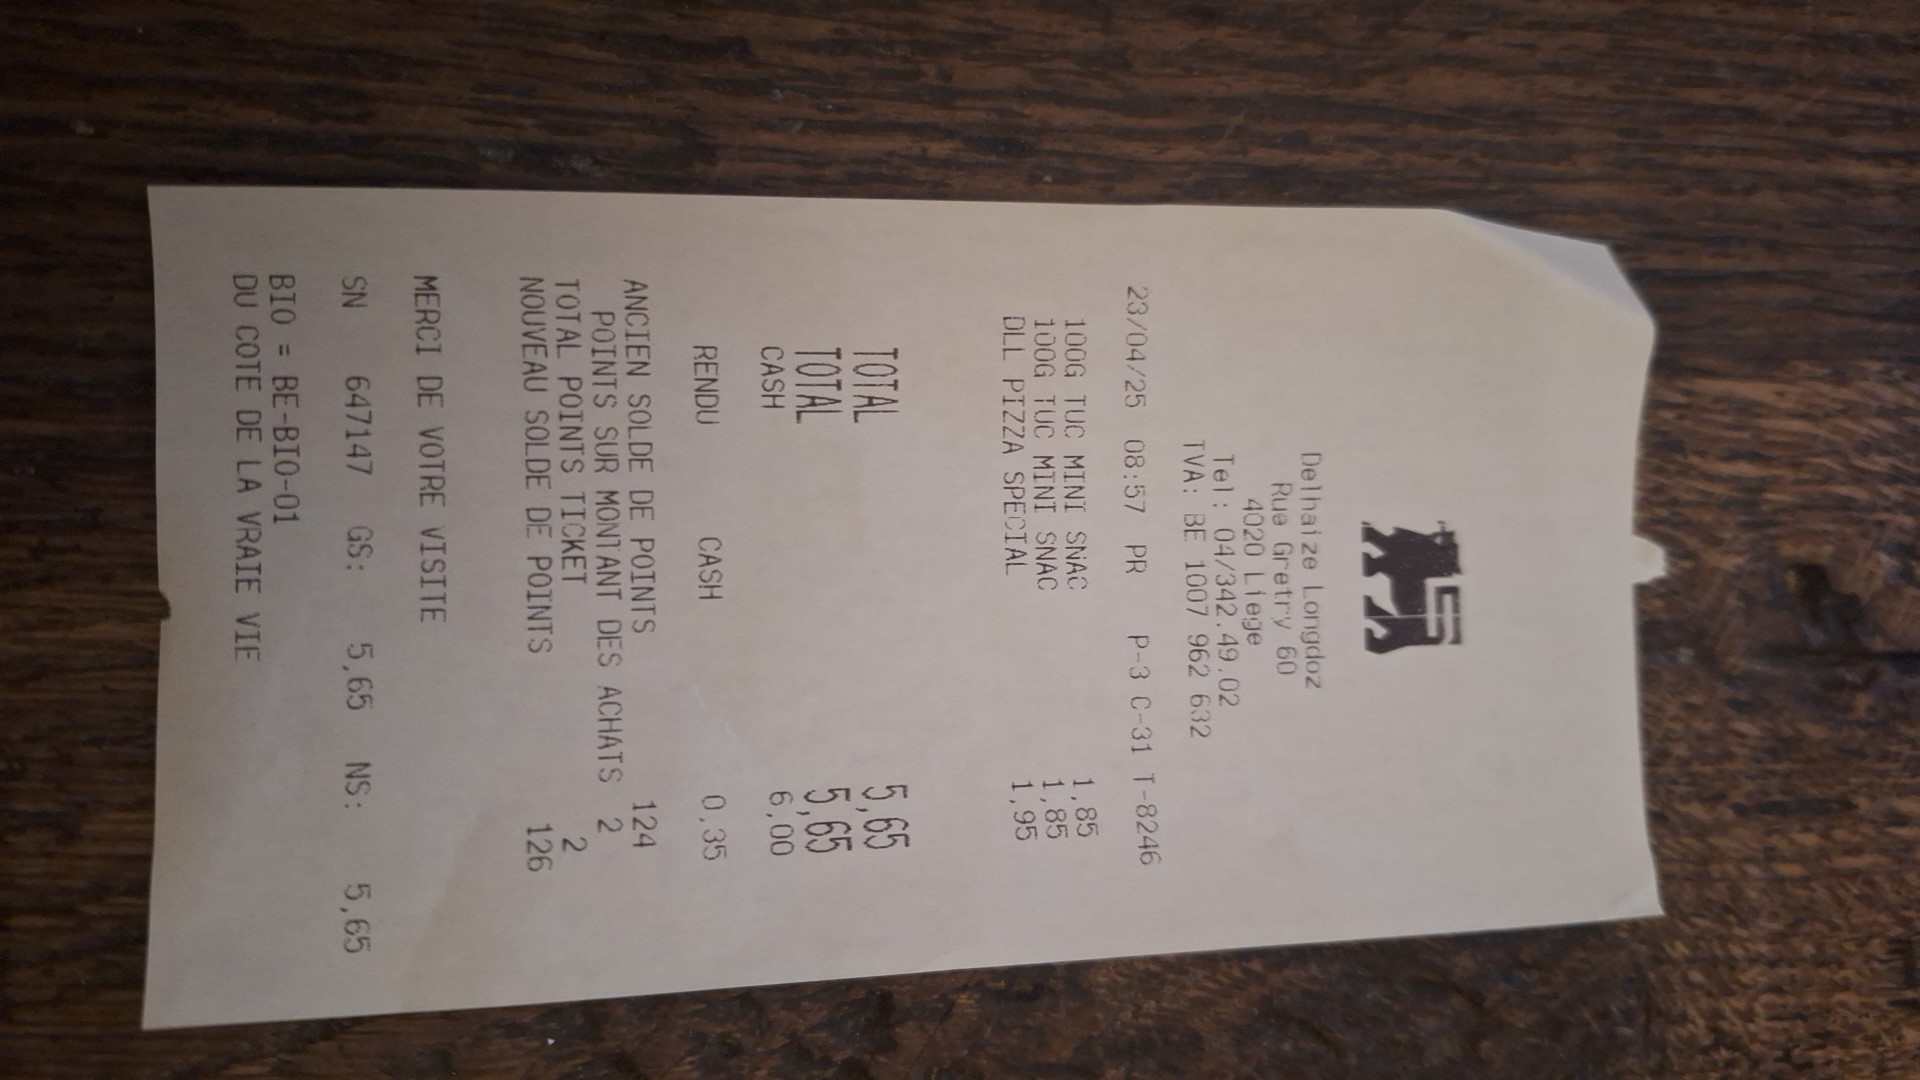 Delhaize Longdoz
Rue Gretry 60
4020 Liege
Tel: 04/342.49.02
TVA: BE 1007 962 632
23/04/25 08:57 PR P-3 C-31 T-8246
100G TUC MINI SNAC 1,85
100G TUC MINI SNAC 1,85
DLL PIZZA SPECIAL 1,95
TOTAL 5,65
TOTAL 5,65
CASH 6,00
RENDU CASH 0,35
ANCIEN SOLDE DE POINTS 124
POINTS SUR MONTANT DES ACHATS 2
TOTAL POINTS TICKET 2
NOUVEAU SOLDE DE POINTS 126
MERCI DE VOTRE VISITE
SN 647147 GS: 5,65 NS: 5,65
BIO = BE-BIO-01
DU COTE DE LA VRAIE VIE